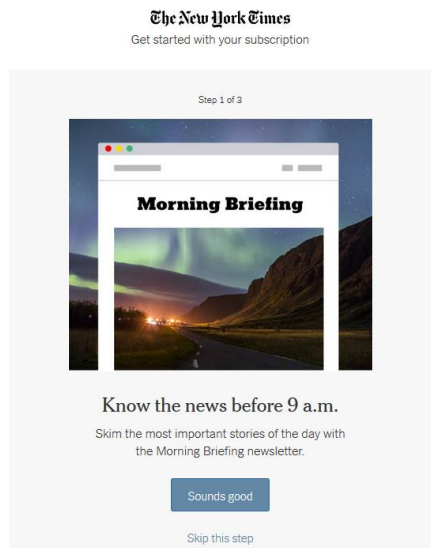 The New York Times
Get started with your subscription
Step 1 of 3
Morning Briefing
Know the news before 9 a.m.
Skim the most important stories of the day with
the Morning Briefing newsletter.
Sounds good
Skip this step